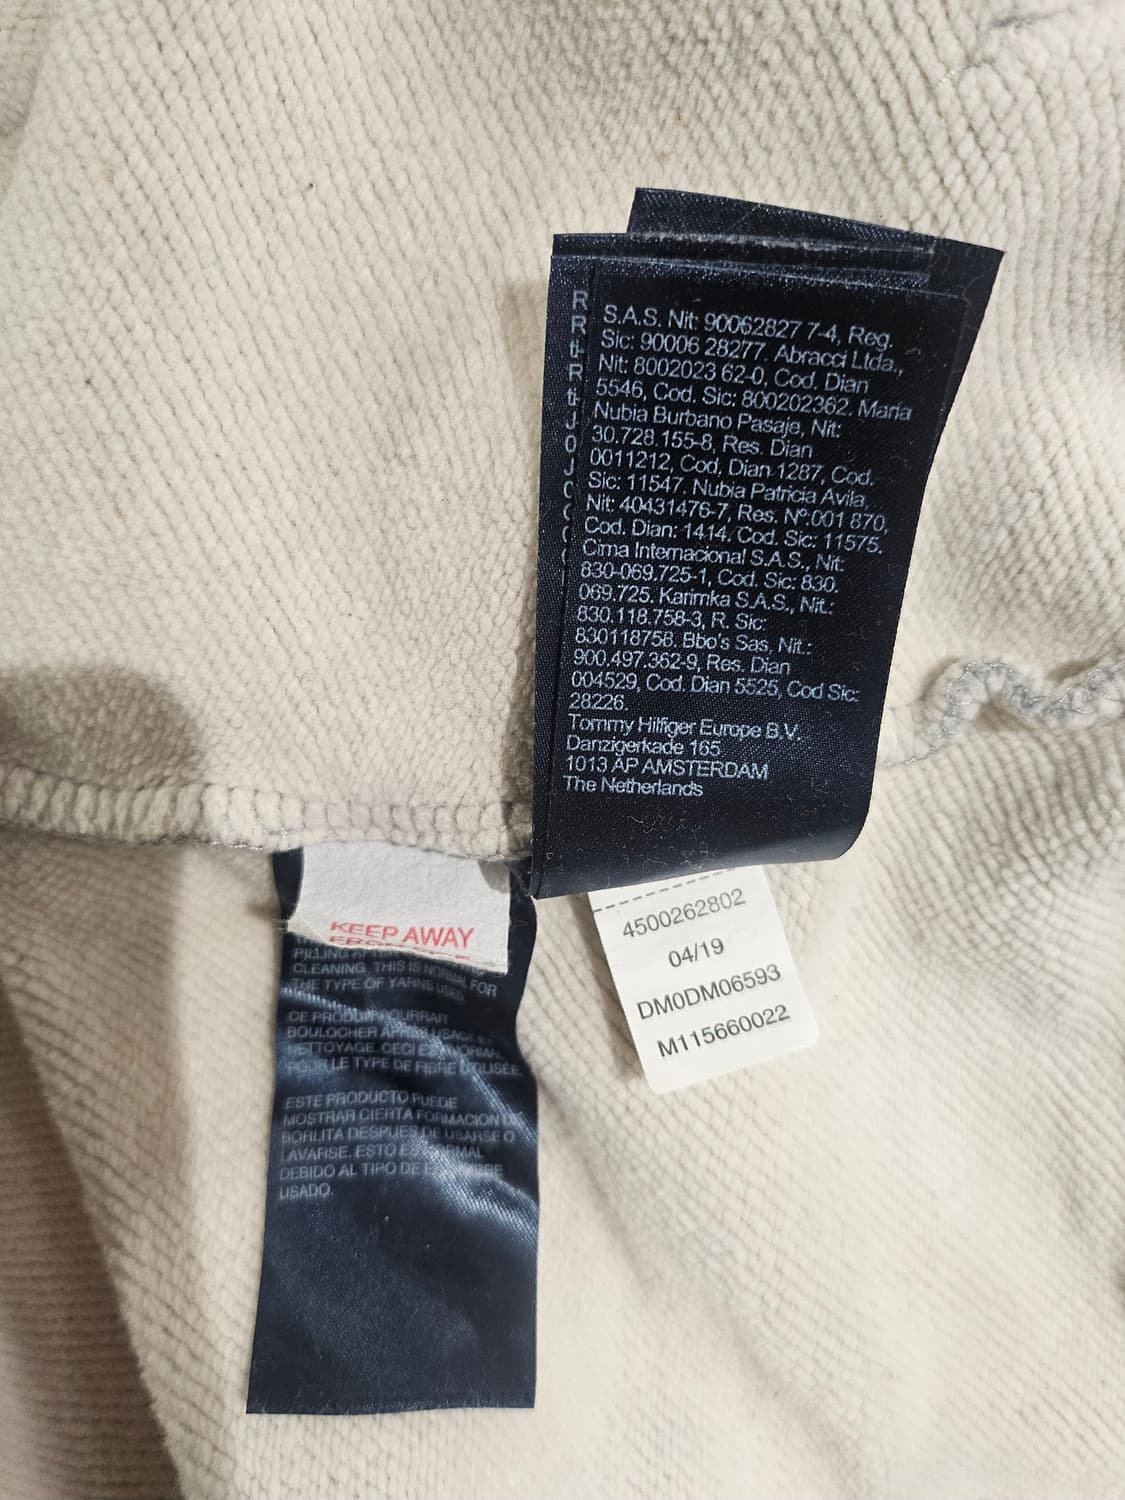 S.A.S. Nit: 90062827 7-4, Reg.
Sic: 90006 28277. Abracci Ltda.,
Nit: 8002023 62-0, Cod. Dian
5546, Cod. Sic: 800202362. Maria
Nubia Burbano Pasaje, Nit:
30.728.155-8, Res. Dian
0011212, Cod. Dian 1287, Cod.
Sic: 11547. Nubia Patricia Avila,
Nit: 40431476-7, Res. Nº:001 870,
Cod. Dian: 1414. Cod. Sic: 11575.
Cima Internacional S.A.S., Nit:
830-069.725-1, Cod. Sic: 830.
069.725. Karimka S.A.S., Nit.:
830.118.758-3, R. Sic:
830118758. Bbo's Sas, Nit.:
900.497.362-9, Res. Dian
004529, Cod. Dian 5525, Cod Sic:
28226.
Tommy Hilfiger Europe B.V.
Danzigerkade 165
1013 AP AMSTERDAM
The Netherlands
4500262802
04/19
DM0DM06593
M115660022
KEEP AWAY
PILLING
CLEANING. THIS IS NORMAL FOR
THE TYPE OF YARNS USED.
CE PRODUIT POURRAIT
BOULOCHER APRES USAGE
NETTOYAGE. CECI EST NORMAL
POUR LE TYPE DE FIBRE UTILISÉE
ESTE PRODUCTO PUEDE
MOSTRAR CIERTA FORMACION
BORLITA DESPUES DE USARSE O
LAVARSE. ESTO ES NORMAL
DEBIDO AL TIPO DE
USADO.